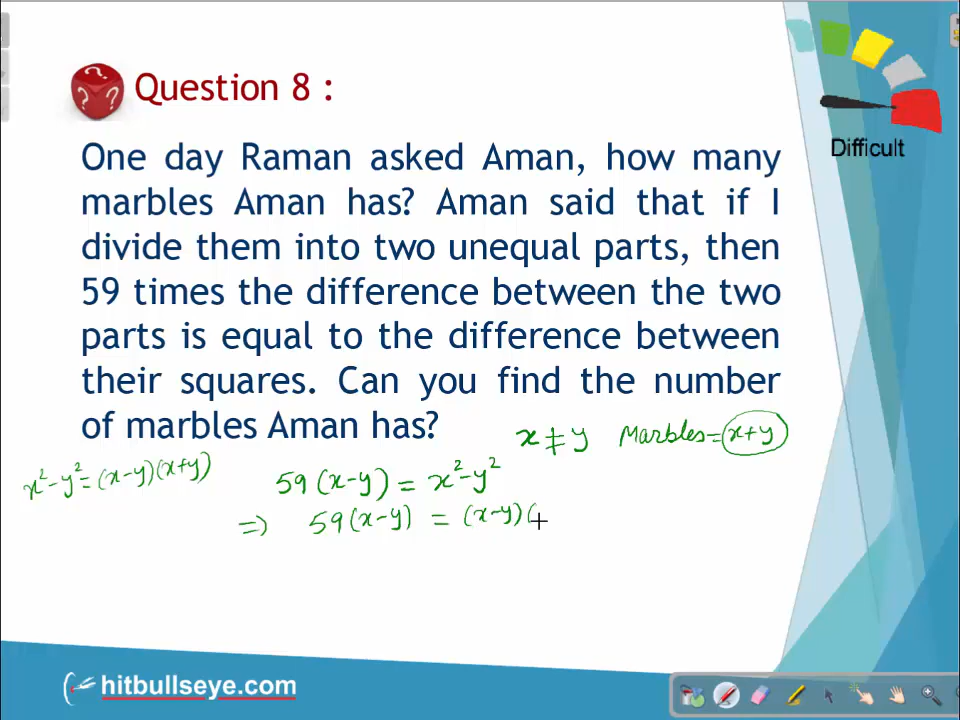 Question 8 :
One day Raman asked Aman, how many
marbles Aman has? Aman said that if I
divide them into two unequal parts, then
59 times the difference between the two
parts is equal to the difference between
their squares. Can you find the number
of marbles Aman has?
Difficult
x ≠ y Marbles = x+y
x² - y² = (x-y)(x+y)
59 (x-y) = x² - y²
=> 59 (x-y) = (x-y) (
hitbullseye.com